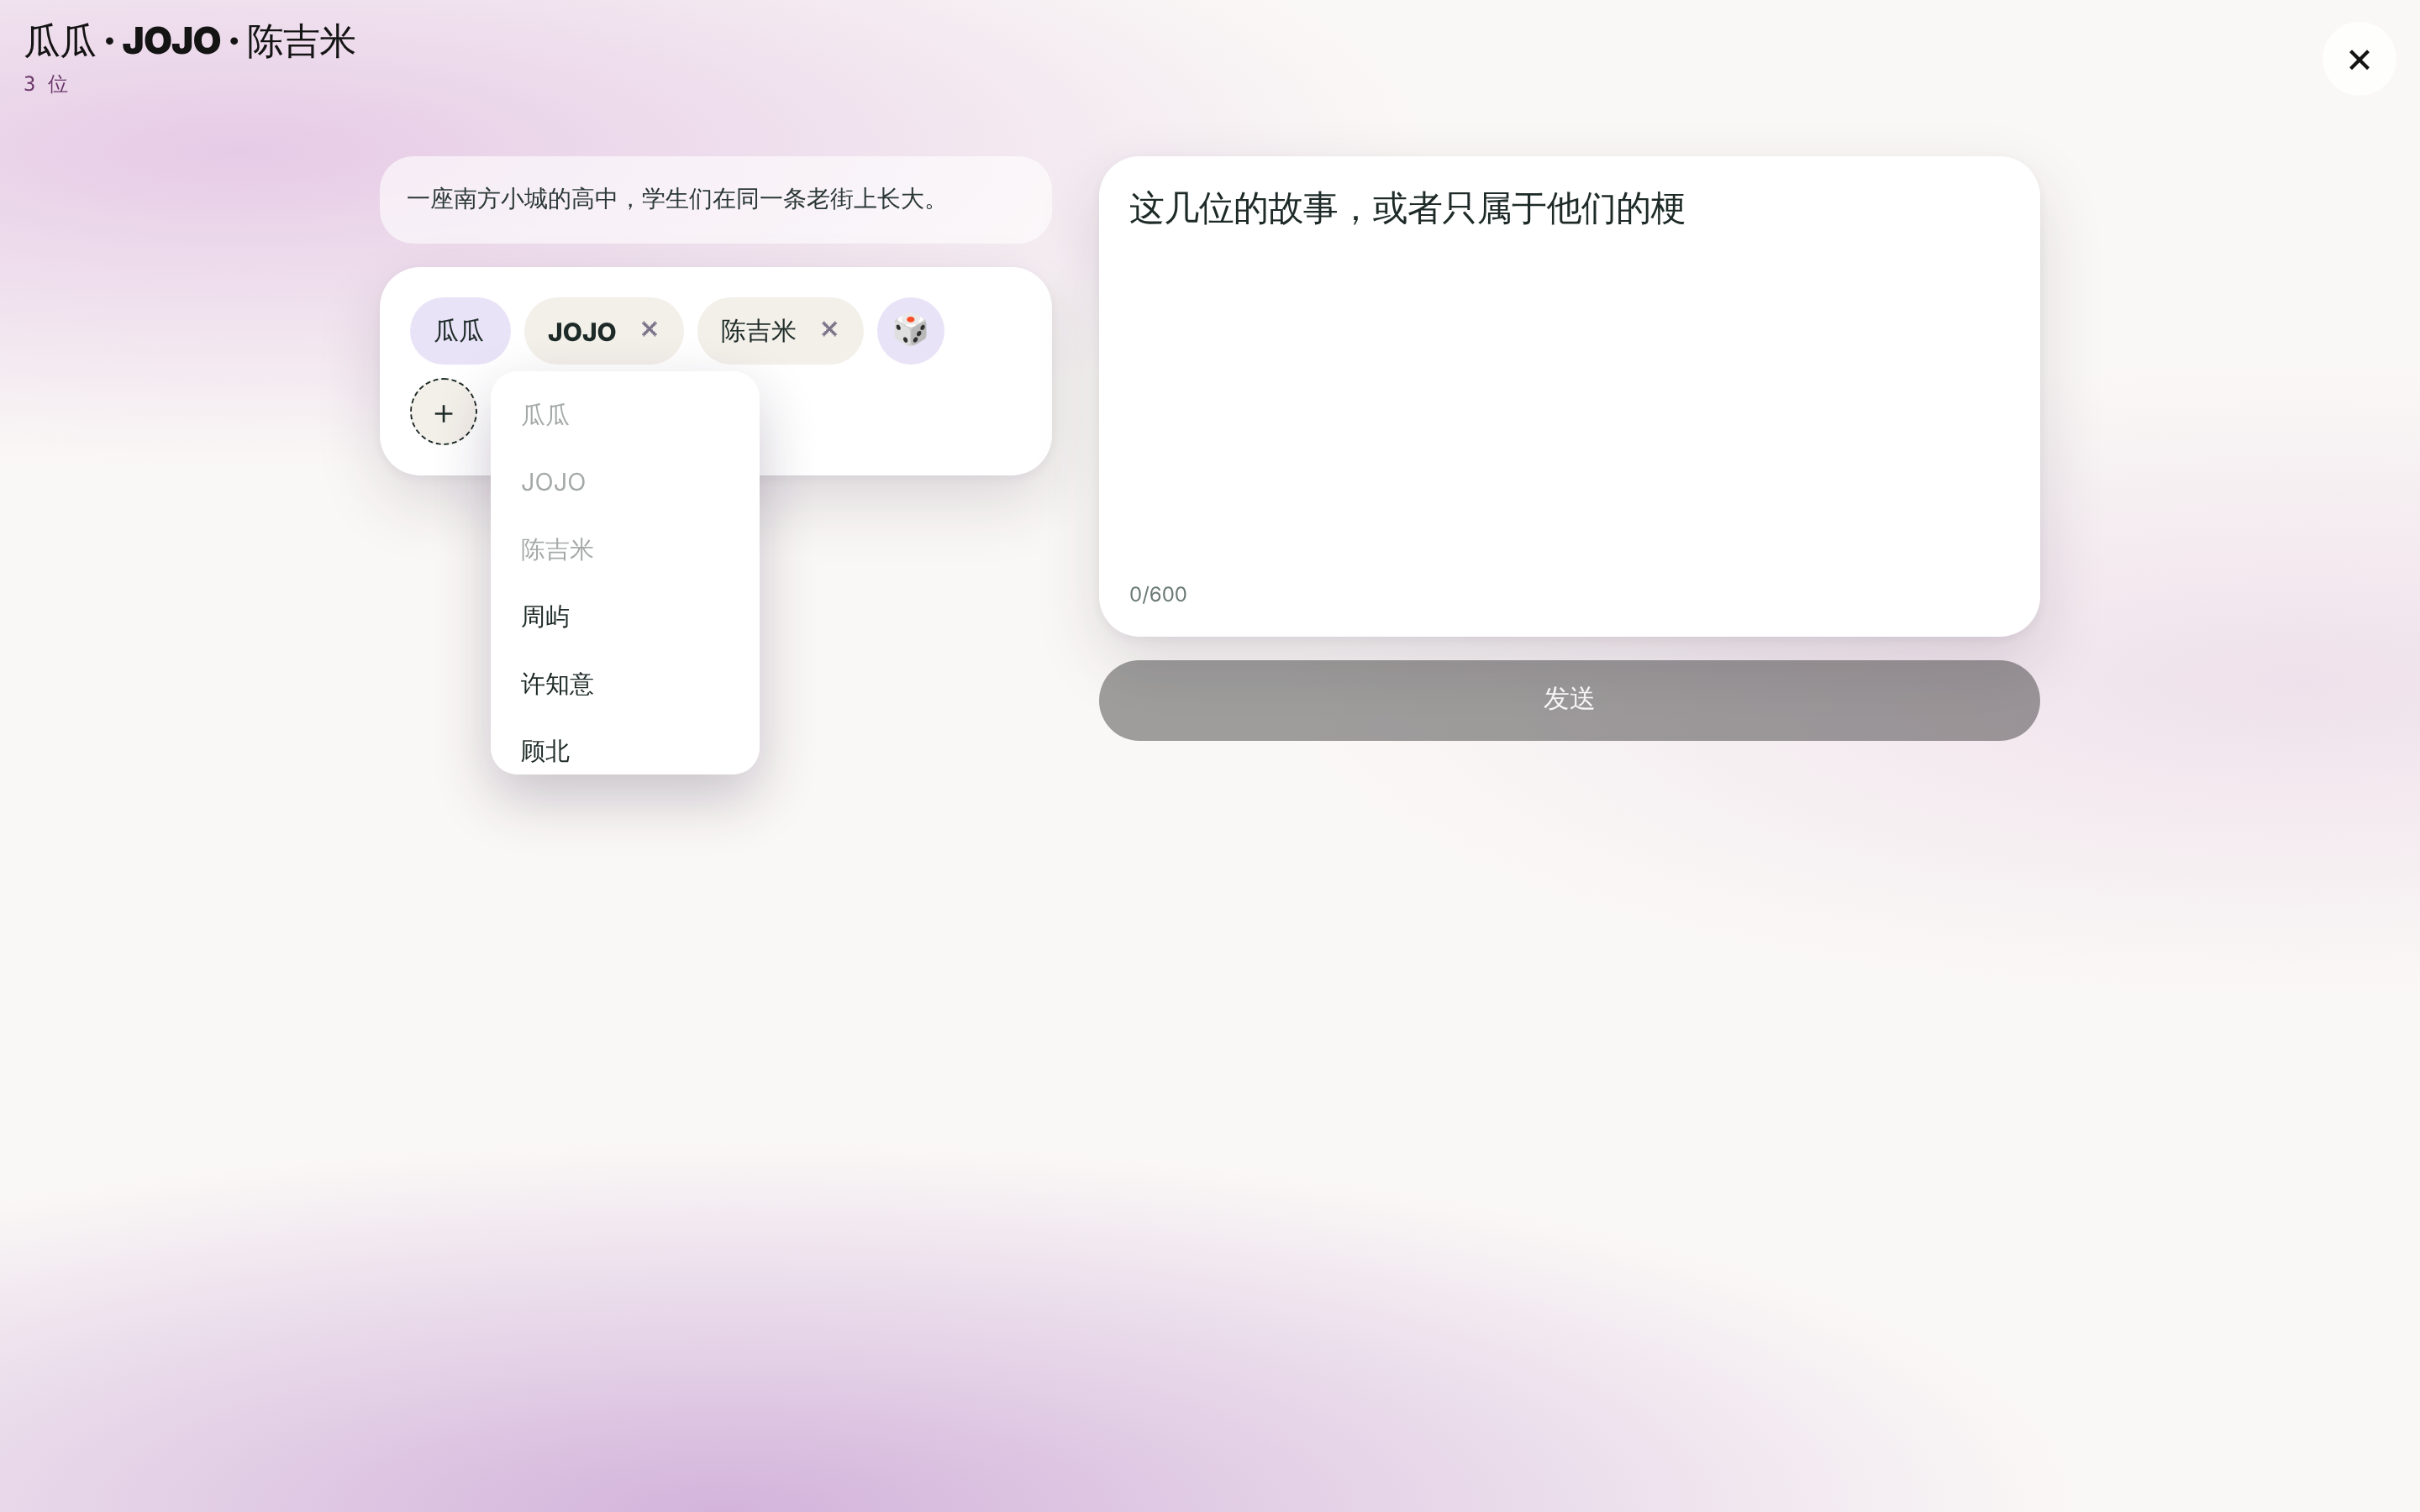 瓜瓜 · JOJO · 陈吉米
3 位
一座南方小城的高中，学生们在同一条老街上长大。
瓜瓜 JOJO × 陈吉米 ×
+
瓜瓜
JOJO
陈吉米
周屿
许知意
顾北
这几位的故事，或者只属于他们的梗
0/600
发送